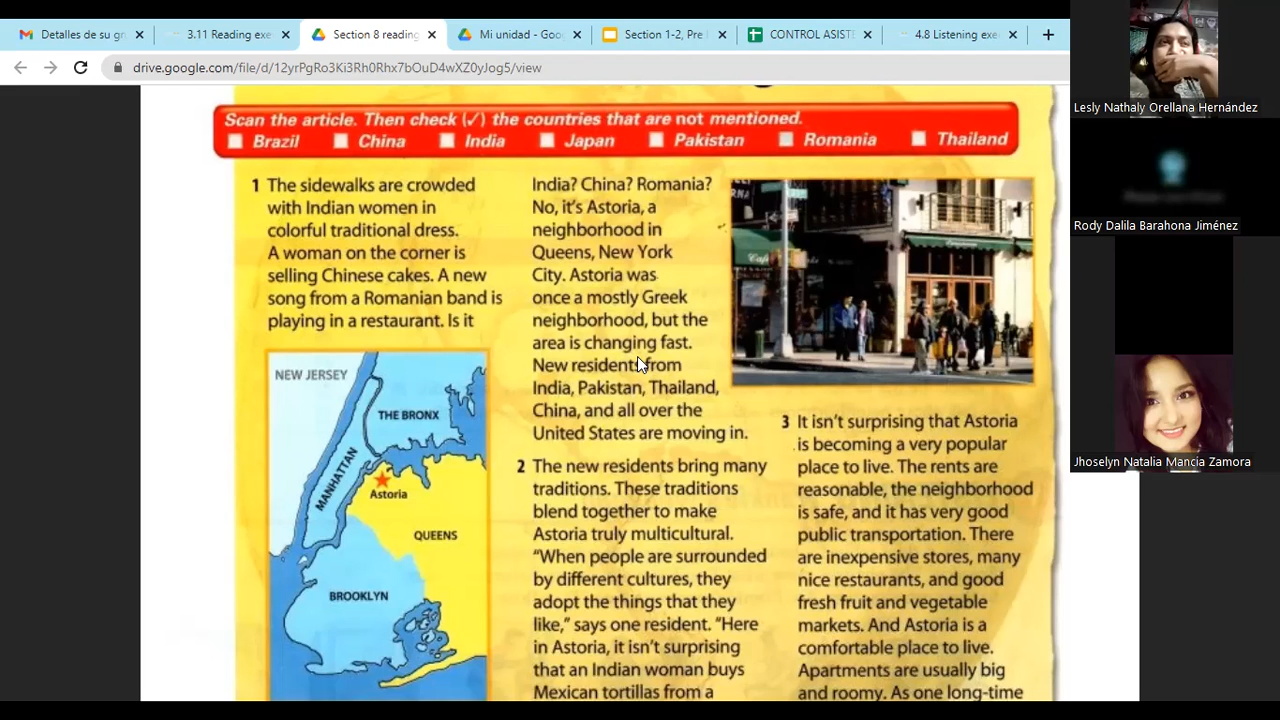 Detalles de su gr
3.11 Reading exe
Section 8 reading
Mi unidad - Goo
Section 1-2, Pre
CONTROL ASIST
4.8 Listening exe
drive.google.com/file/d/12yrPgRo3Ki3Rh0Rhx7bOuD4wXZ0yJog5/view
Scan the article. Then check (✓) the countries that are not mentioned.
Brazil China India Japan Pakistan Romania Thailand
1 The sidewalks are crowded
with Indian women in
colorful traditional dress.
A woman on the corner is
selling Chinese cakes. A new
song from a Romanian band is
playing in a restaurant. Is it
NEW JERSEY
THE BRONX
MANHATTAN
Astoria
QUEENS
BROOKLYN
India? China? Romania?
No, it's Astoria, a
neighborhood in
Queens, New York
City. Astoria was
once a mostly Greek
neighborhood, but the
area is changing fast.
New residents from
India, Pakistan, Thailand,
China, and all over the
United States are moving in.
2 The new residents bring many
traditions. These traditions
blend together to make
Astoria truly multicultural.
"When people are surrounded
by different cultures, they
adopt the things that they
like," says one resident. "Here
in Astoria, it isn't surprising
that an Indian woman buys
Mexican tortillas from a
3 It isn't surprising that Astoria
is becoming a very popular
place to live. The rents are
reasonable, the neighborhood
is safe, and it has very good
public transportation. There
are inexpensive stores, many
nice restaurants, and good
fresh fruit and vegetable
markets. And Astoria is a
comfortable place to live.
Apartments are usually big
and roomy. As one long-time
Lesly Nathaly Orellana Hernández
Rody Dalila Barahona Jiménez
Jhoselyn Natalia Mancía Zamora